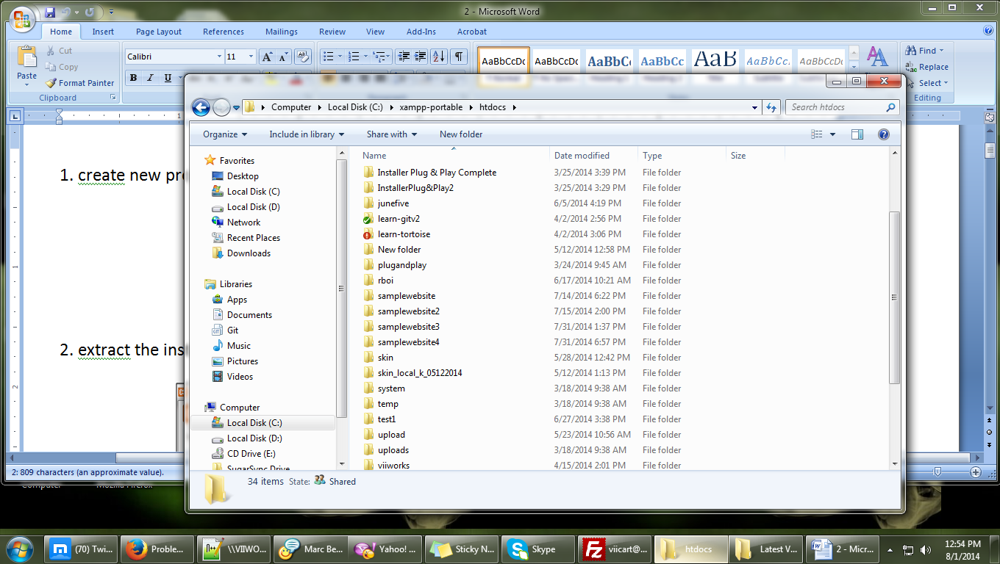 2 - Microsoft Word
Home Insert Page Layout References Mailings Review View Add-Ins Acrobat
Paste
Cut
Copy
Format Painter
Clipboard
Calibri 11
B I U
AaBbCcDc AaBbCcDc AaBbC AaBbCc AaB AaBbCc. AaBbCcDc
Find
Replace
Select
Editing
1. create new pr
2. extract the ins
2: 809 characters (an approximate value).
Computer Local Disk (C:) xampp-portable htdocs
Search htdocs
Organize Include in library Share with New folder
Favorites
Desktop
Local Disk (C)
Local Disk (D)
Network
Recent Places
Downloads
Libraries
Apps
Documents
Git
Music
Pictures
Videos
Computer
Local Disk (C:)
Local Disk (D:)
CD Drive (E:)
SugarSync Drive
Name Date modified Type Size
Installer Plug & Play Complete 3/25/2014 3:39 PM File folder
InstallerPlug&Play2 3/25/2014 3:29 PM File folder
junefive 6/5/2014 4:19 PM File folder
learn-gitv2 4/2/2014 2:56 PM File folder
learn-tortoise 4/2/2014 3:06 PM File folder
New folder 5/12/2014 12:58 PM File folder
plugandplay 3/24/2014 9:45 AM File folder
rboi 6/17/2014 10:21 AM File folder
samplewebsite 7/14/2014 6:22 PM File folder
samplewebsite2 7/15/2014 2:00 PM File folder
samplewebsite3 7/31/2014 1:37 PM File folder
samplewebsite4 7/31/2014 6:57 PM File folder
skin 5/28/2014 12:42 PM File folder
skin_local_k_05122014 5/12/2014 1:13 PM File folder
system 3/18/2014 9:38 AM File folder
temp 3/18/2014 9:38 AM File folder
test1 6/27/2014 3:38 PM File folder
upload 5/23/2014 10:56 AM File folder
uploads 3/18/2014 9:38 AM File folder
viiworks 4/15/2014 2:01 PM File folder
34 items State: Shared
Computer Mozilla Firefox
(70) Twi... Proble... \\VIIWO... Marc Be... Yahoo! ... Sticky N... Skype viicart@... htdocs Latest V... 2 - Micr...
12:54 PM
8/1/2014